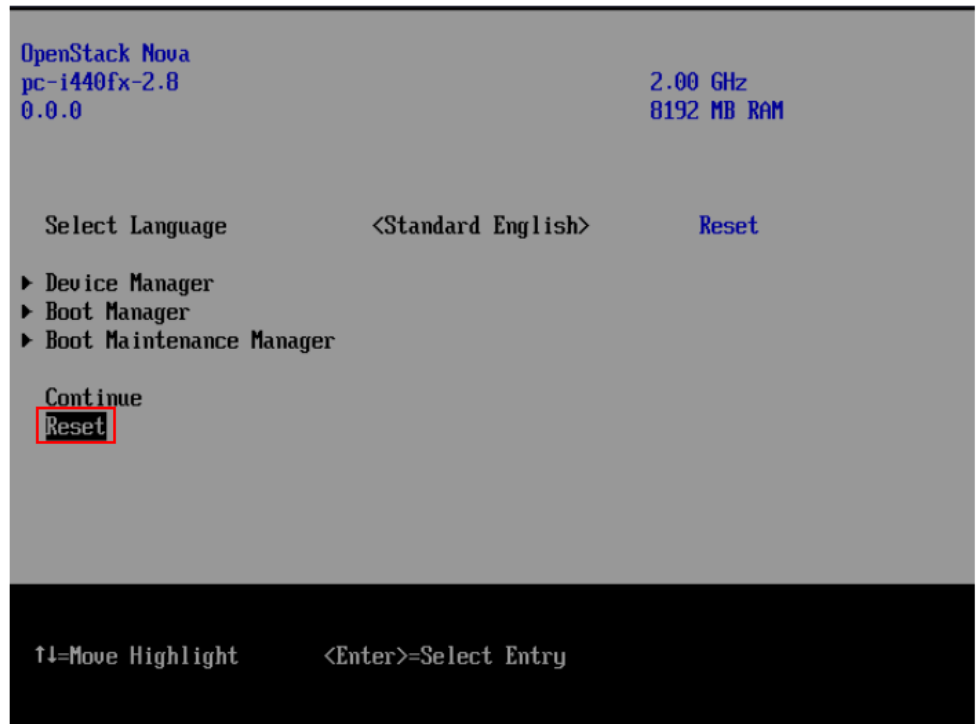 OpenStack Nova
pc-i440fx-2.8 2.00 GHz
0.0.0 8192 MB RAM
Select Language <Standard English> Reset
▶ Device Manager
▶ Boot Manager
▶ Boot Maintenance Manager
Continue
Reset
↑↓=Move Highlight <Enter>=Select Entry